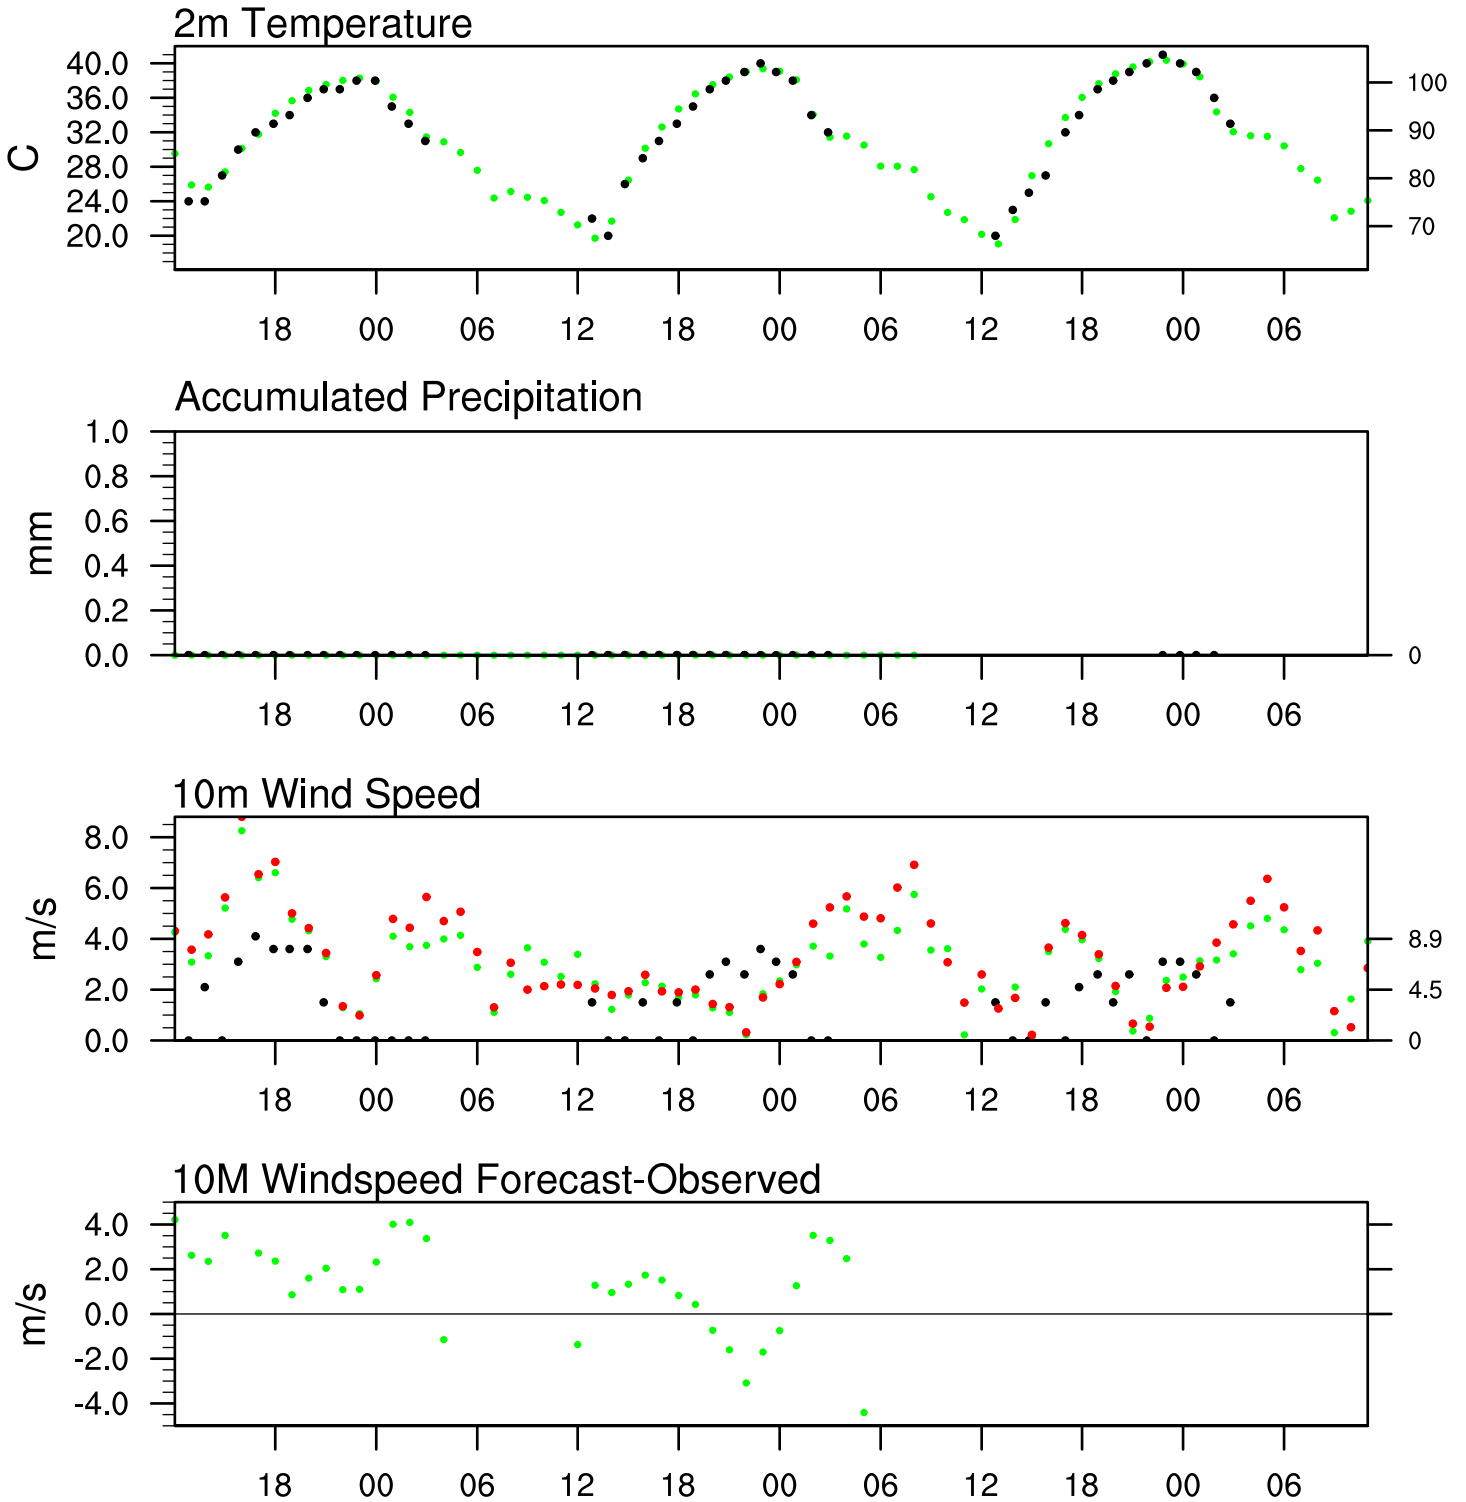 2m Temperature
C
40.0
36.0
32.0
28.0
24.0
20.0
100
90
80
70
18 00 06 12 18 00 06 12 18 00 06
Accumulated Precipitation
mm
1.0
0.8
0.6
0.4
0.2
0.0
0
18 00 06 12 18 00 06 12 18 00 06
10m Wind Speed
m/s
8.0
6.0
4.0
2.0
0.0
8.9
4.5
0
18 00 06 12 18 00 06 12 18 00 06
10M Windspeed Forecast-Observed
m/s
4.0
2.0
0.0
-2.0
-4.0
18 00 06 12 18 00 06 12 18 00 06